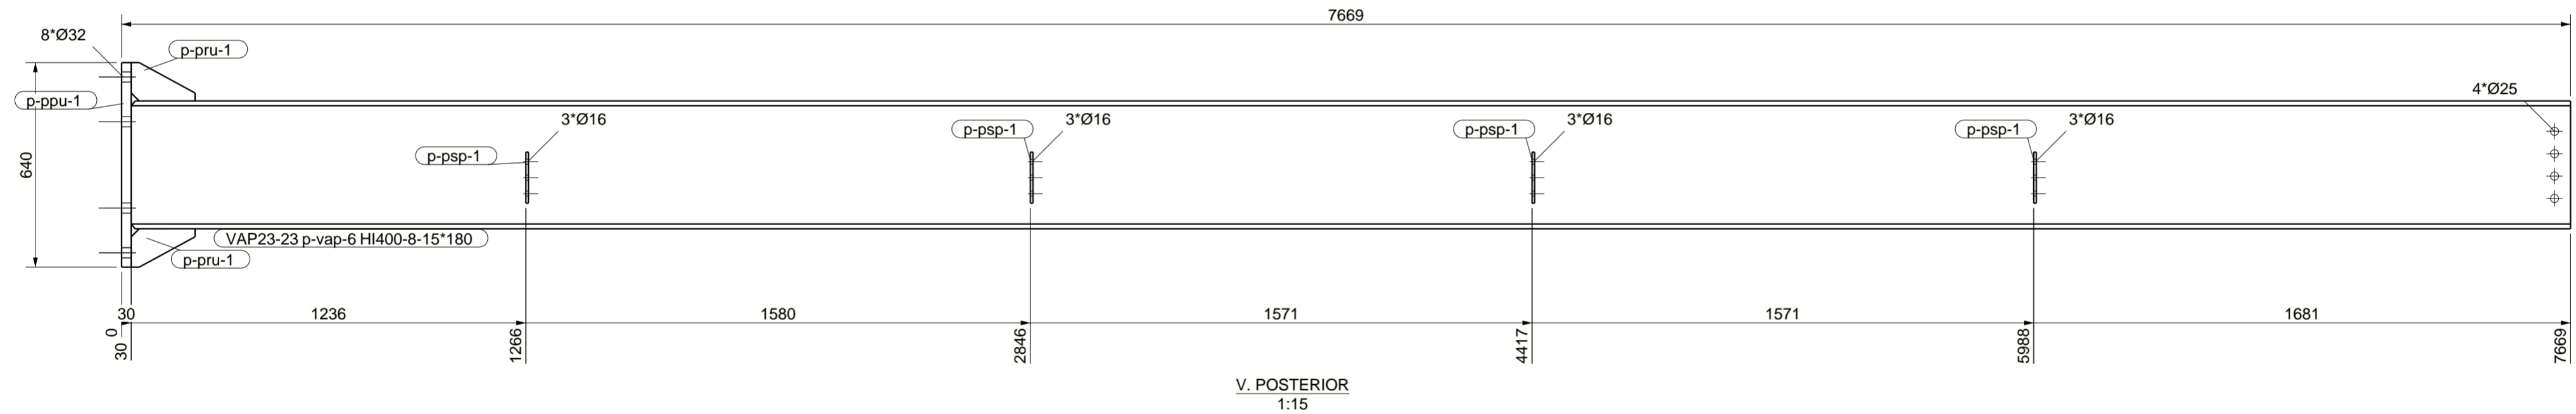 7669
8*Ø32
p-pru-1
p-ppu-1
4*Ø25
3*Ø16
3*Ø16
3*Ø16
3*Ø16
p-psp-1
p-psp-1
p-psp-1
p-psp-1
640
VAP23-23 p-vap-6 HI400-8-15*180
p-pru-1
30
1236
1580
1571
1571
1681
0
30
1266
2846
4417
5988
7669
V. POSTERIOR
1:15